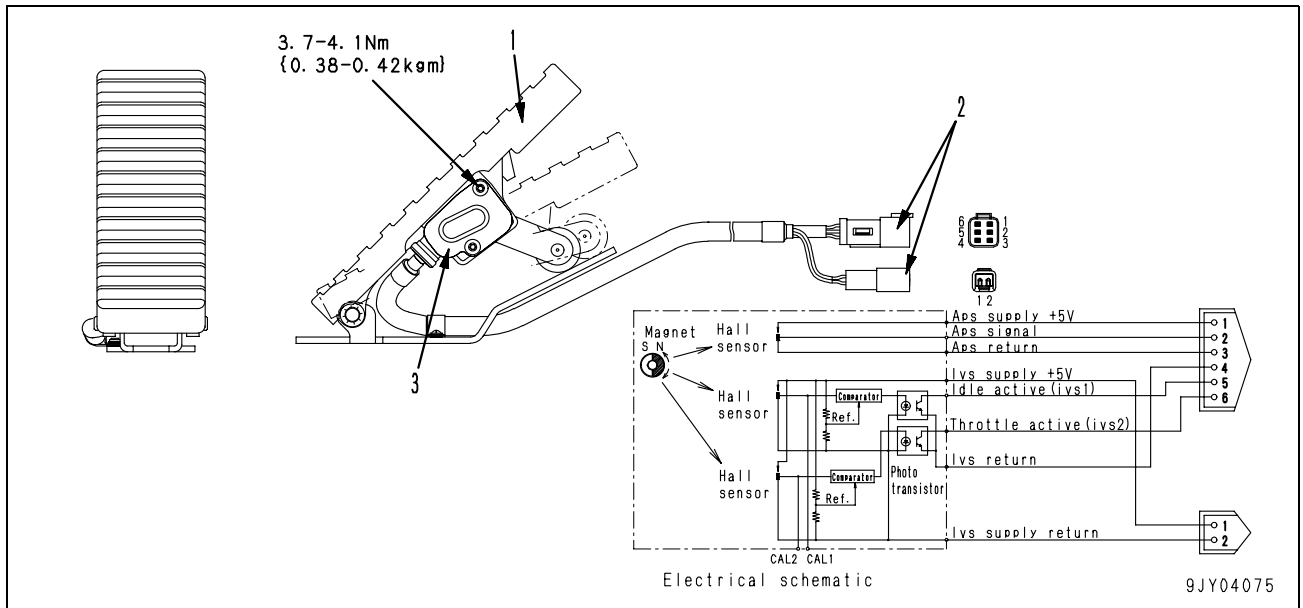 3.7-4.1Nm
{0.38-0.42kgm}
1
2
3
6 1
5 2
4 3
1 2
Magnet
S N
Hall
sensor
Hall
sensor
Hall
sensor
Comparator
Ref.
Comparator
Ref.
Photo
transistor
CAL2 CAL1
Aps supply +5V
Aps signal
Aps return
Ivs supply +5V
Idle active(ivs1)
Throttle active(ivs2)
Ivs return
Ivs supply return
1
2
3
4
5
6
1
2
Electrical schematic
9JY04075